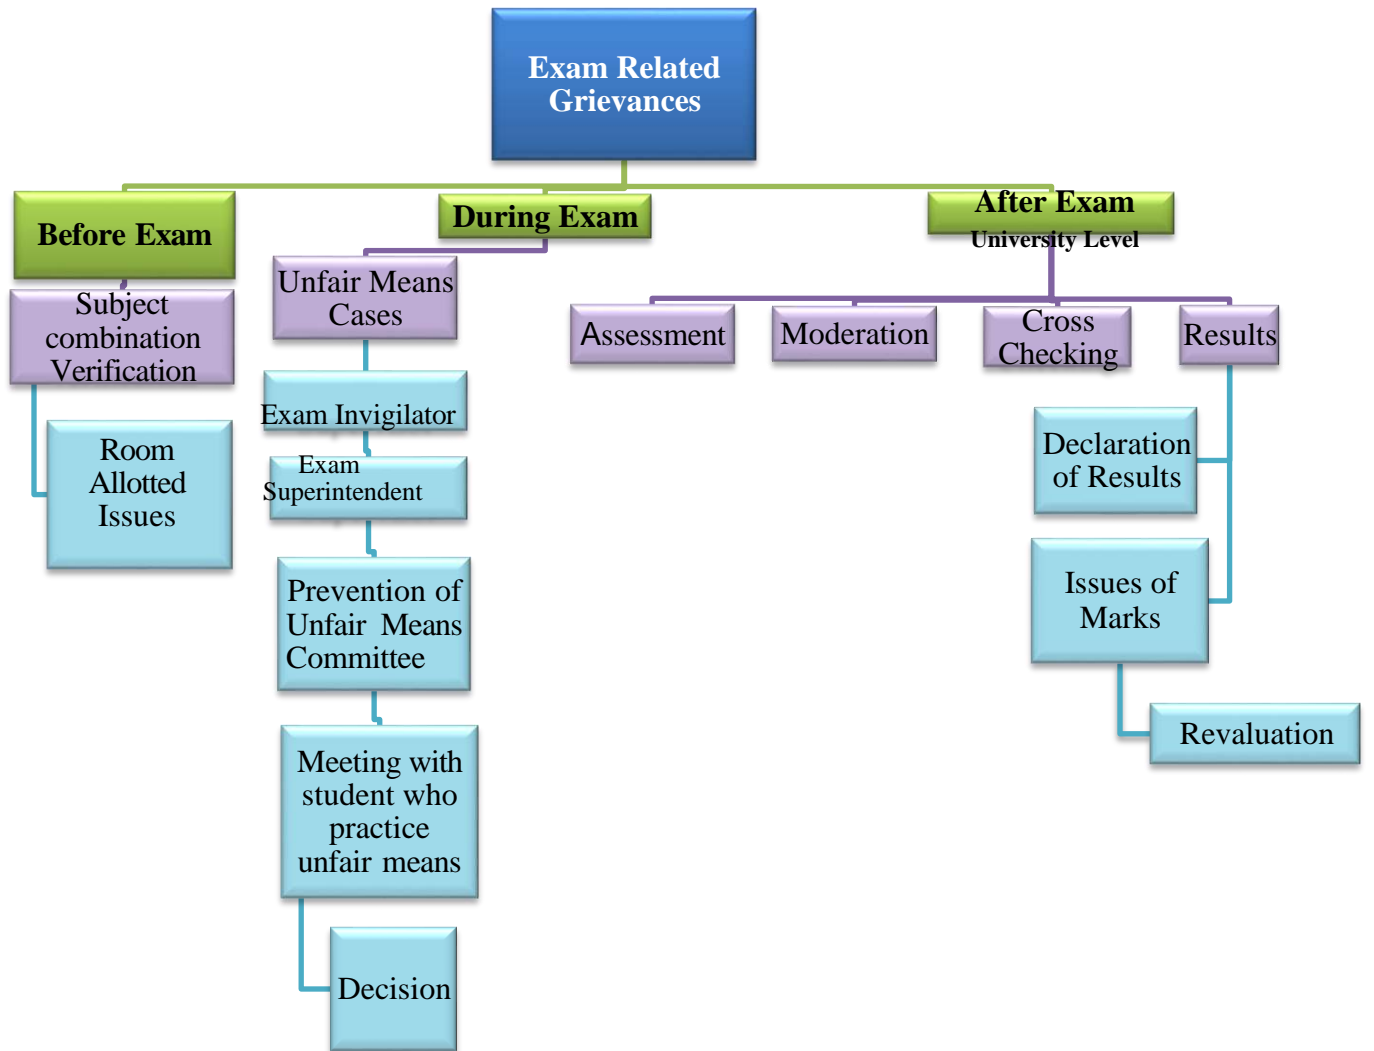 Exam Related
Grievances
Before Exam
During Exam
After Exam
University Level
Subject
combination
Verification
Room
Allotted
Issues
Unfair Means
Cases
Exam Invigilator
Exam
Superintendent
Prevention of
Unfair Means
Committee
Meeting with
student who
practice
unfair means
Decision
Assessment
Moderation
Cross
Checking
Results
Declaration
of Results
Issues of
Marks
Revaluation